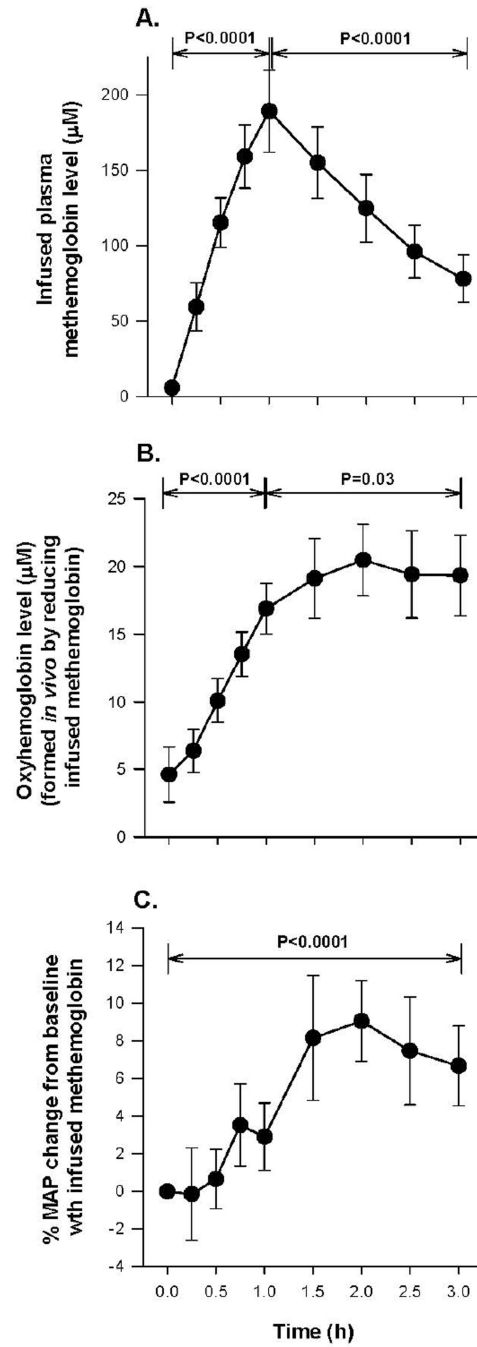 A.
P<0.0001 P<0.0001
200
150
100
50
0
Infused plasma
methemoglobin level (µM)
B.
P<0.0001 P=0.03
25
20
15
10
5
0
Oxyhemoglobin level (µM)
(formed in vivo by reducing
infused methemoglobin)
C.
P<0.0001
14
12
10
8
6
4
2
0
-2
-4
% MAP change from baseline
wth infused methemoglobin
0.0 0.5 1.0 1.5 2.0 2.5 3.0
Time (h)